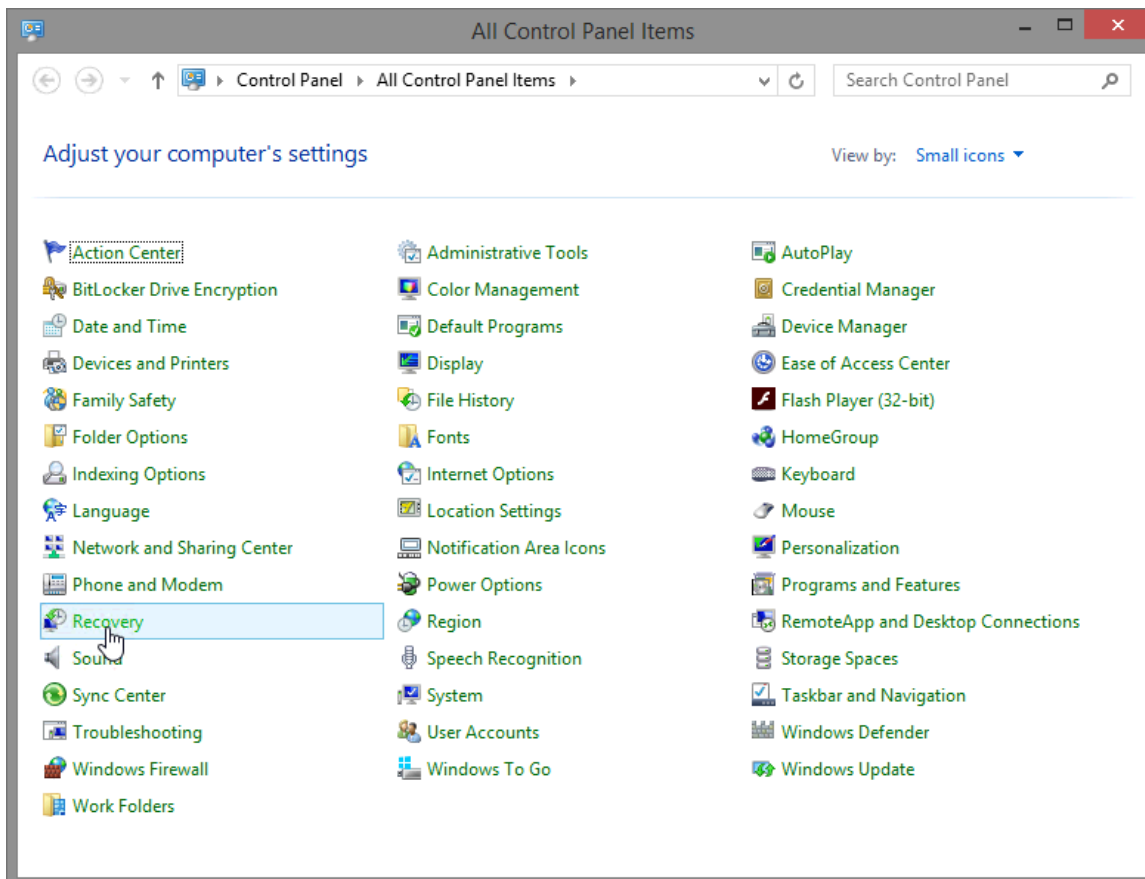 All Control Panel Items
Control Panel All Control Panel Items Search Control Panel
Adjust your computer's settings View by: Small icons
Action Center Administrative Tools AutoPlay
BitLocker Drive Encryption Color Management Credential Manager
Date and Time Default Programs Device Manager
Devices and Printers Display Ease of Access Center
Family Safety File History Flash Player (32-bit)
Folder Options Fonts HomeGroup
Indexing Options Internet Options Keyboard
Language Location Settings Mouse
Network and Sharing Center Notification Area Icons Personalization
Phone and Modem Power Options Programs and Features
Recovery Region RemoteApp and Desktop Connections
Sound Speech Recognition Storage Spaces
Sync Center System Taskbar and Navigation
Troubleshooting User Accounts Windows Defender
Windows Firewall Windows To Go Windows Update
Work Folders